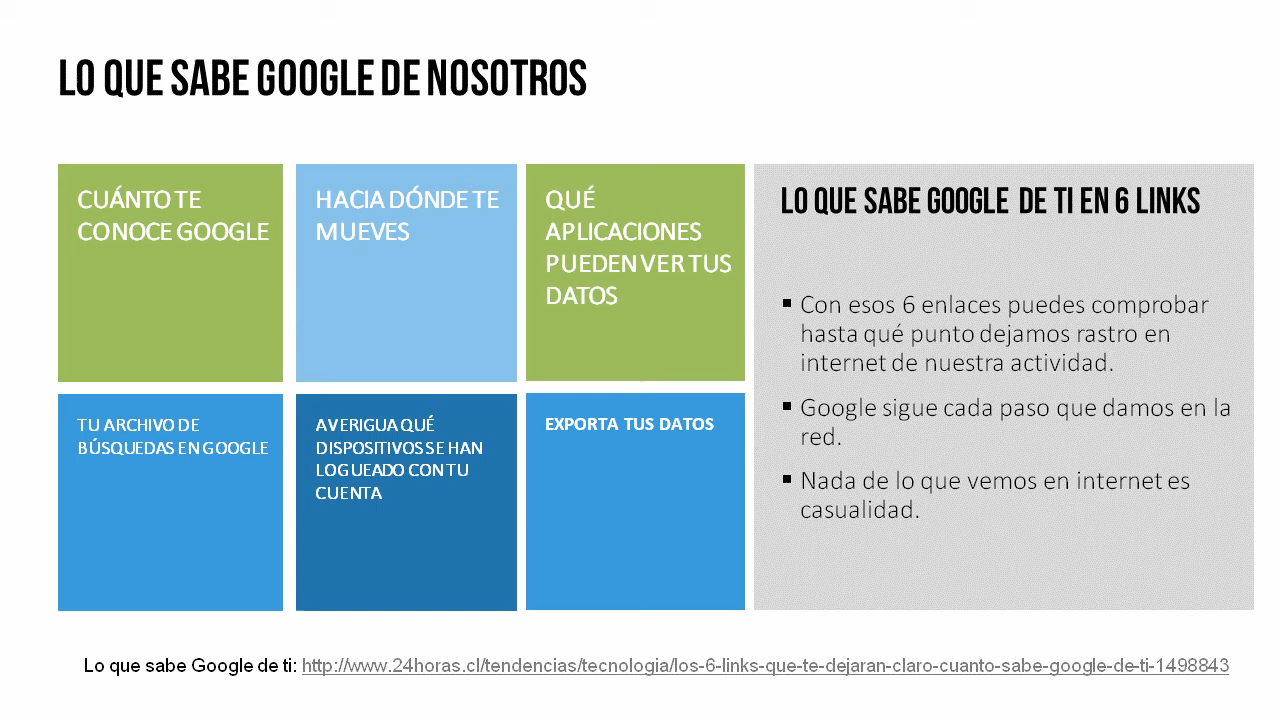 LO QUE SABE GOOGLE DE NOSOTROS
CUÁNTO TE
CONOCE GOOGLE
HACIA DÓNDE TE
MUEVES
QUÉ
APLICACIONES
PUEDEN VER TUS
DATOS
TU ARCHIVO DE
BÚSQUEDAS EN GOOGLE
AVERIGUA QUÉ
DISPOSITIVOS SE HAN
LOGUEADO CON TU
CUENTA
EXPORTA TUS DATOS
LO QUE SABE GOOGLE DE TI EN 6 LINKS
▪ Con esos 6 enlaces puedes comprobar
hasta qué punto dejamos rastro en
internet de nuestra actividad.
▪ Google sigue cada paso que damos en la
red.
▪ Nada de lo que vemos en internet es
casualidad.
Lo que sabe Google de ti: http://www.24horas.cl/tendencias/tecnologia/los-6-links-que-te-dejaran-claro-cuanto-sabe-google-de-ti-1498843